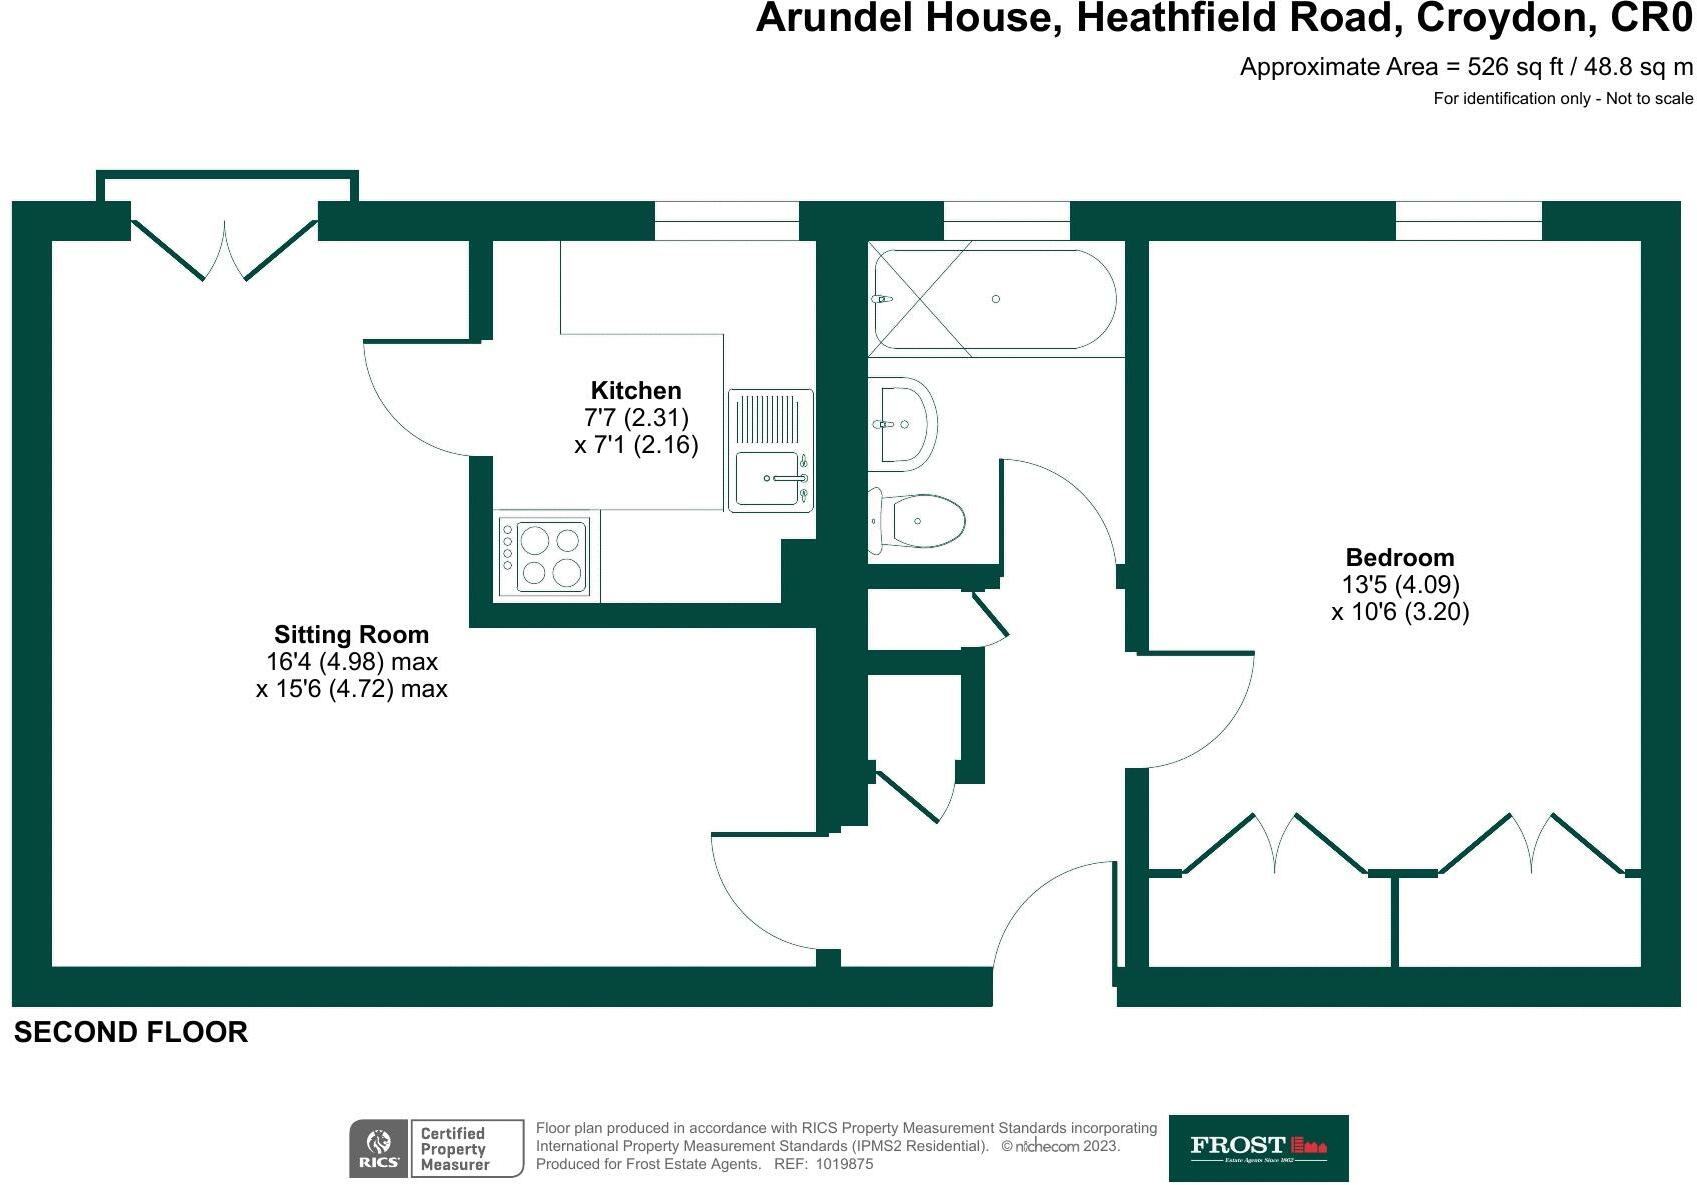 Arundel House, Heathfield Road, Croydon, CR0
Approximate Area = 526 sq ft / 48.8 sq m
For identification only - Not to scale
Kitchen
7'7 (2.31)
x 7'1 (2.16)
Bedroom
13'5 (4.09)
x 10'6 (3.20)
Sitting Room
16'4 (4.98) max
x 15'6 (4.72) max
SECOND FLOOR
RICS
Certified
Property
Measurer
Floor plan produced in accordance with RICS Property Measurement Standards incorporating
International Property Measurement Standards (IPMS2 Residential). © nichecom 2023.
Produced for Frost Estate Agents. REF: 1019875
FROST
Estate Agents Since 1862